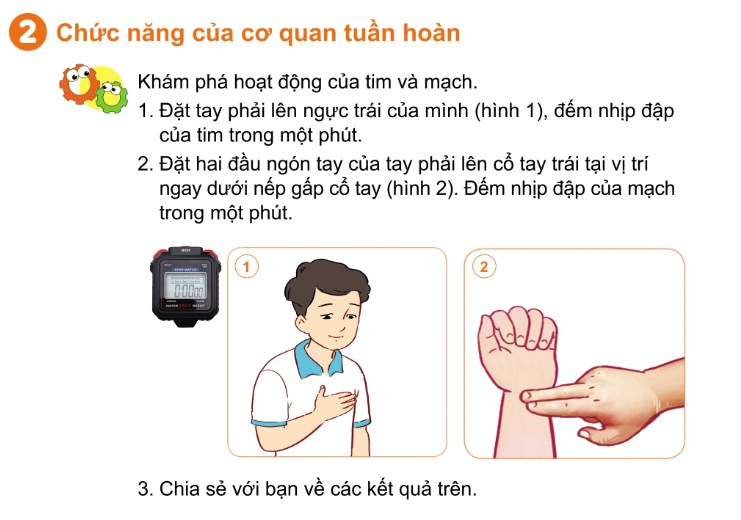 2 Chức năng của cơ quan tuần hoàn
Khám phá hoạt động của tim và mạch.
1. Đặt tay phải lên ngực trái của mình (hình 1), đếm nhịp đập
của tim trong một phút.
2. Đặt hai đầu ngón tay của tay phải lên cổ tay trái tại vị trí
ngay dưới nếp gấp cổ tay (hình 2). Đếm nhịp đập của mạch
trong một phút.
1
2
3. Chia sẻ với bạn về các kết quả trên.